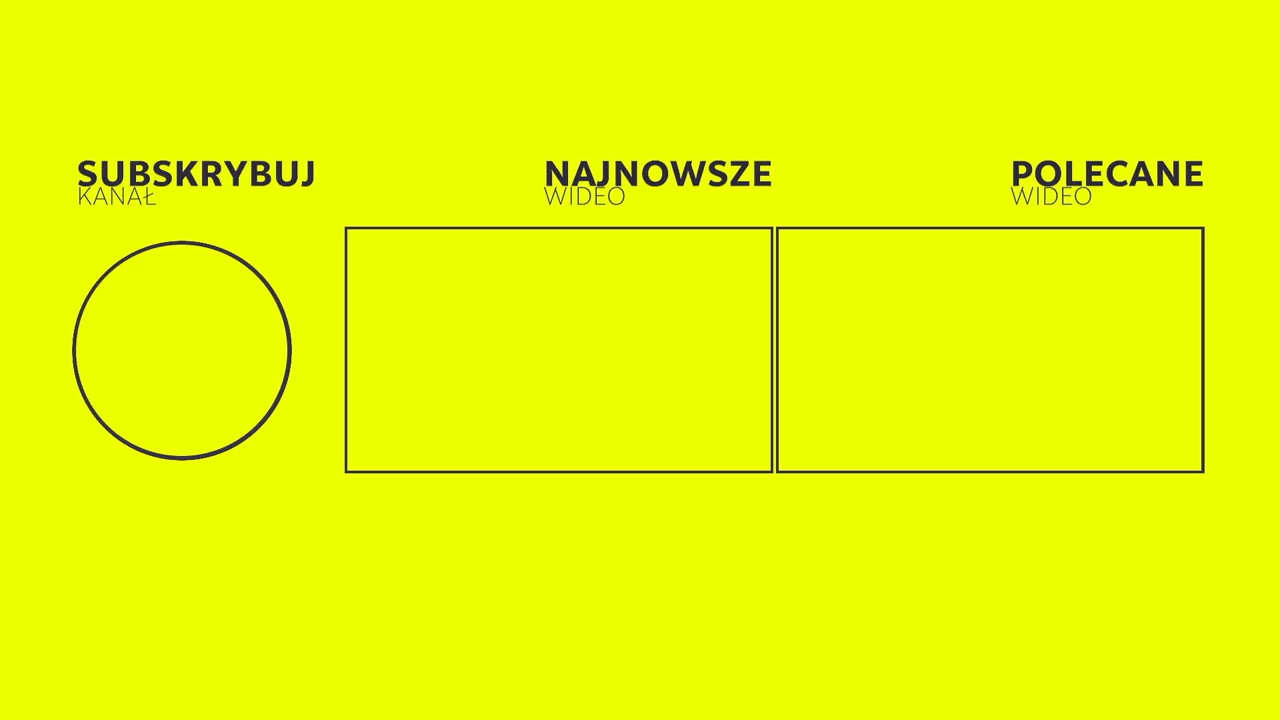 SUBSKRYBUJ
KANAŁ
NAJNOWSZE
WIDEO
POLECANE
WIDEO